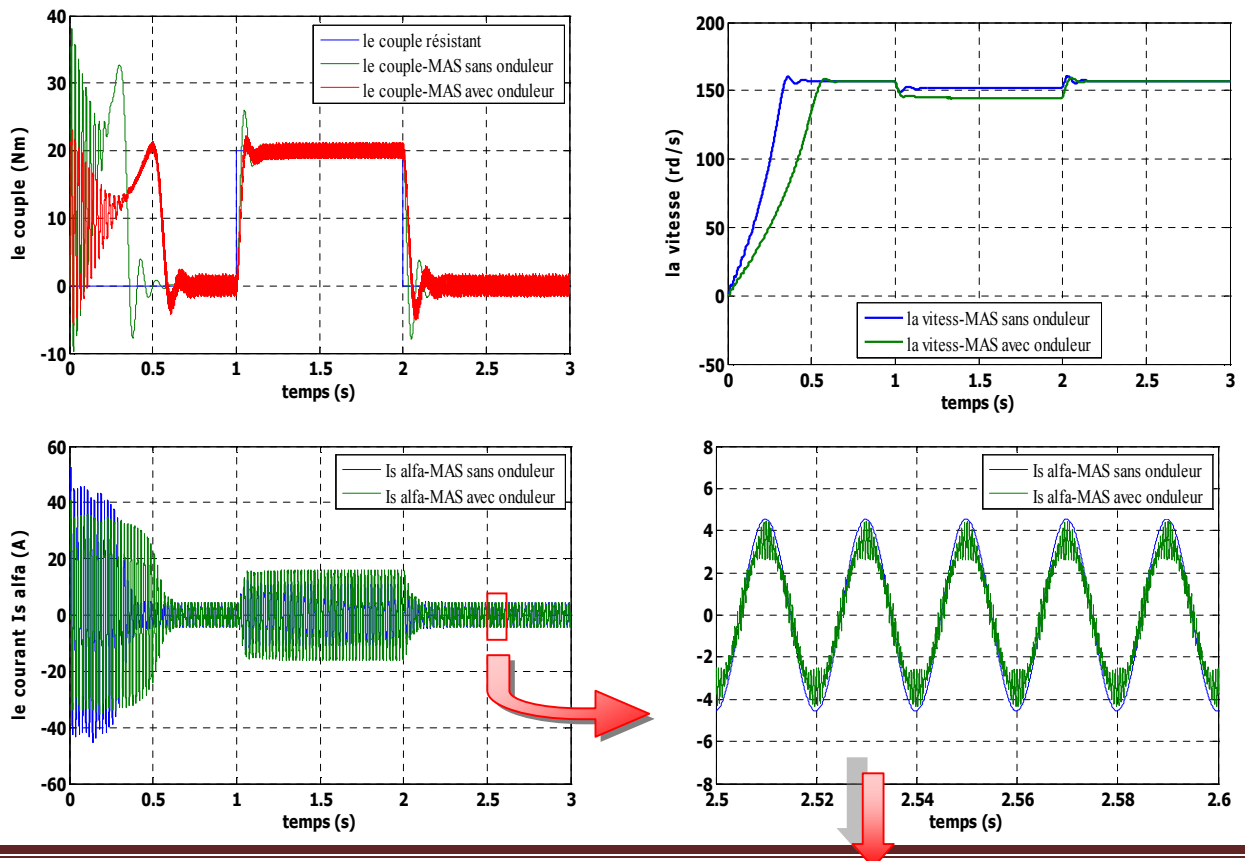 40
30
20
10
0
-10
le couple (Nm)
le couple résistant
le couple-MAS sans onduleur
le couple-MAS avec onduleur
0 0.5 1 1.5 2 2.5 3
temps (s)
200
150
100
50
0
-50
la vitesse (rd/s)
la vitess-MAS sans onduleur
la vitess-MAS avec onduleur
0 0.5 1 1.5 2 2.5 3
temps (s)
60
40
20
0
-20
-40
-60
le courant Is alfa (A)
Is alfa-MAS sans onduleur
Is alfa-MAS avec onduleur
0 0.5 1 1.5 2 2.5 3
temps (s)
8
6
4
2
0
-2
-4
-6
-8
Is alfa-MAS sans onduleur
Is alfa-MAS avec onduleur
2.5 2.52 2.54 2.56 2.58 2.6
temps (s)